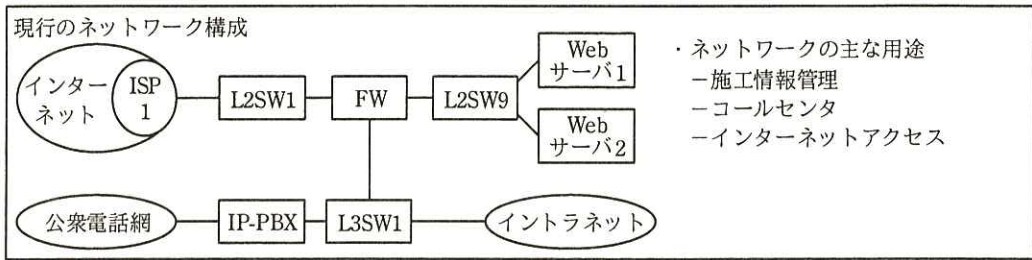 現行のネットワーク構成
インター
ネット
ISP
1
L2SW1
FW
L2SW9
Web
サーバ1
Web
サーバ2
公衆電話網
IP-PBX
L3SW1
イントラネット
・ネットワークの主な用途
－施工情報管理
－コールセンタ
－インターネットアクセス